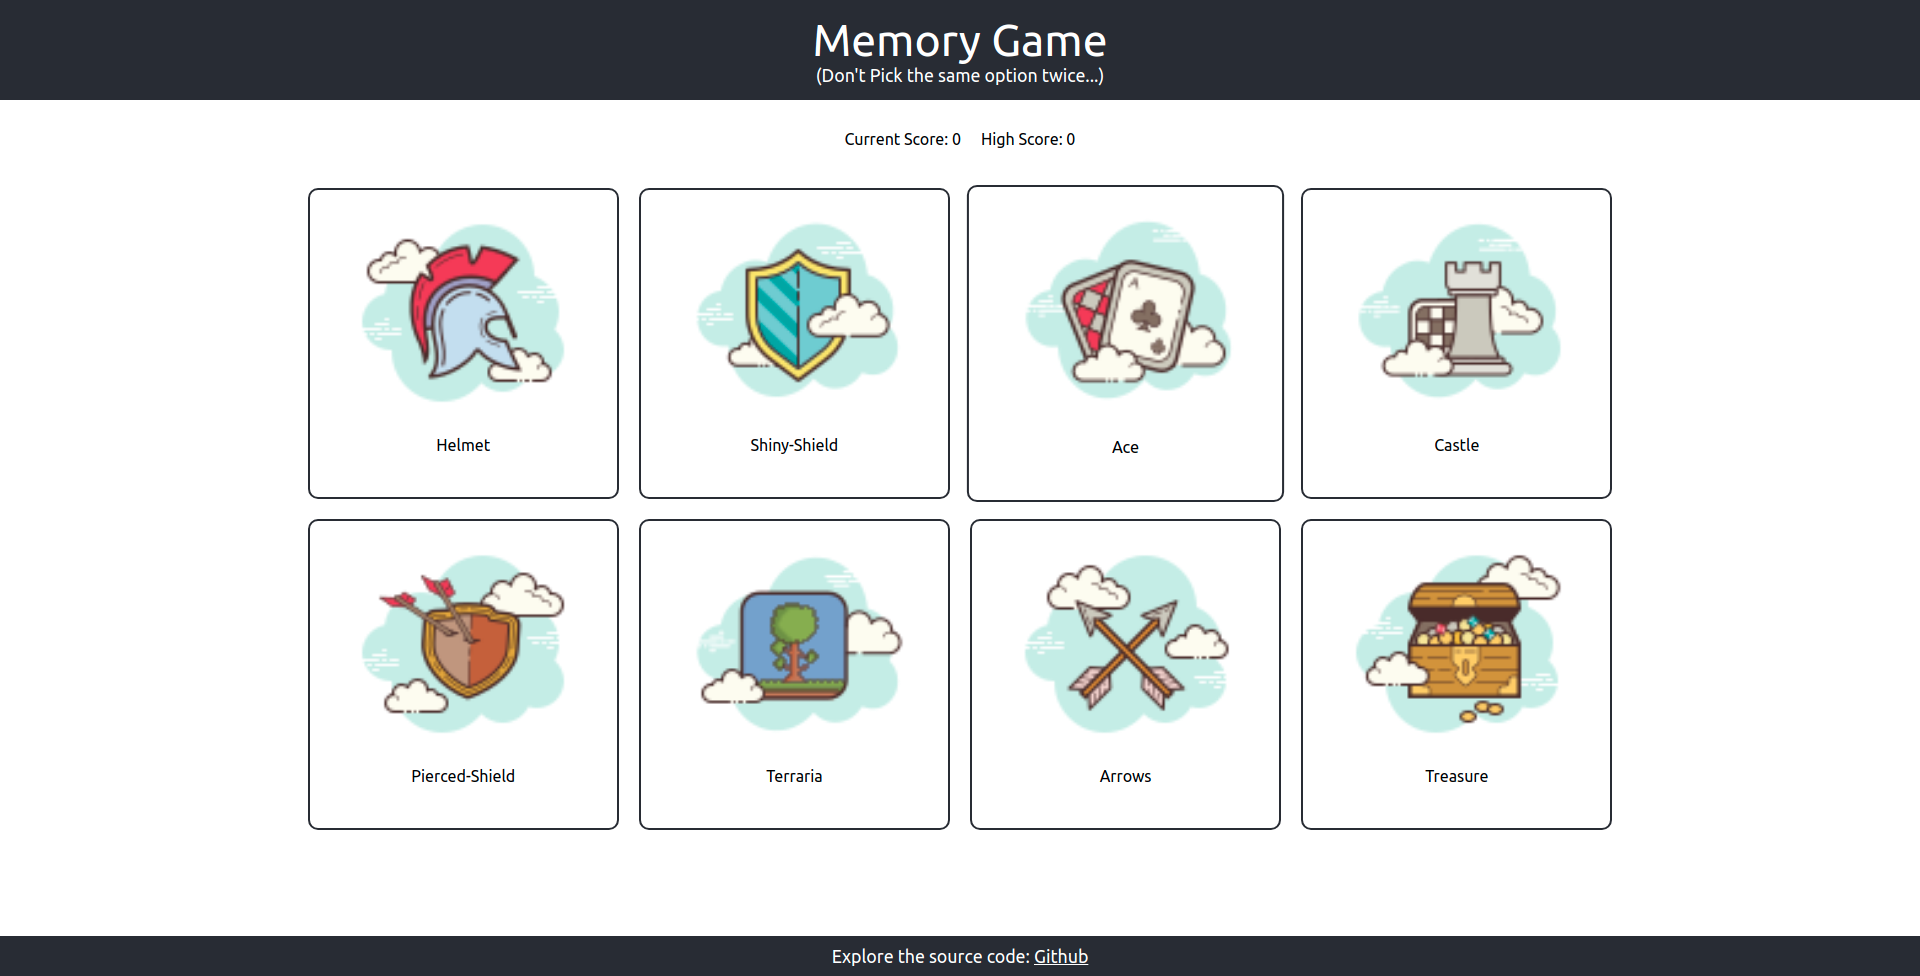 Memory Game
(Don't Pick the same option twice...)
Current Score: 0 High Score: 0
Helmet
Shiny-Shield
A
Ace
Castle
Pierced-Shield
Terraria
Arrows
Treasure
Explore the source code: Github